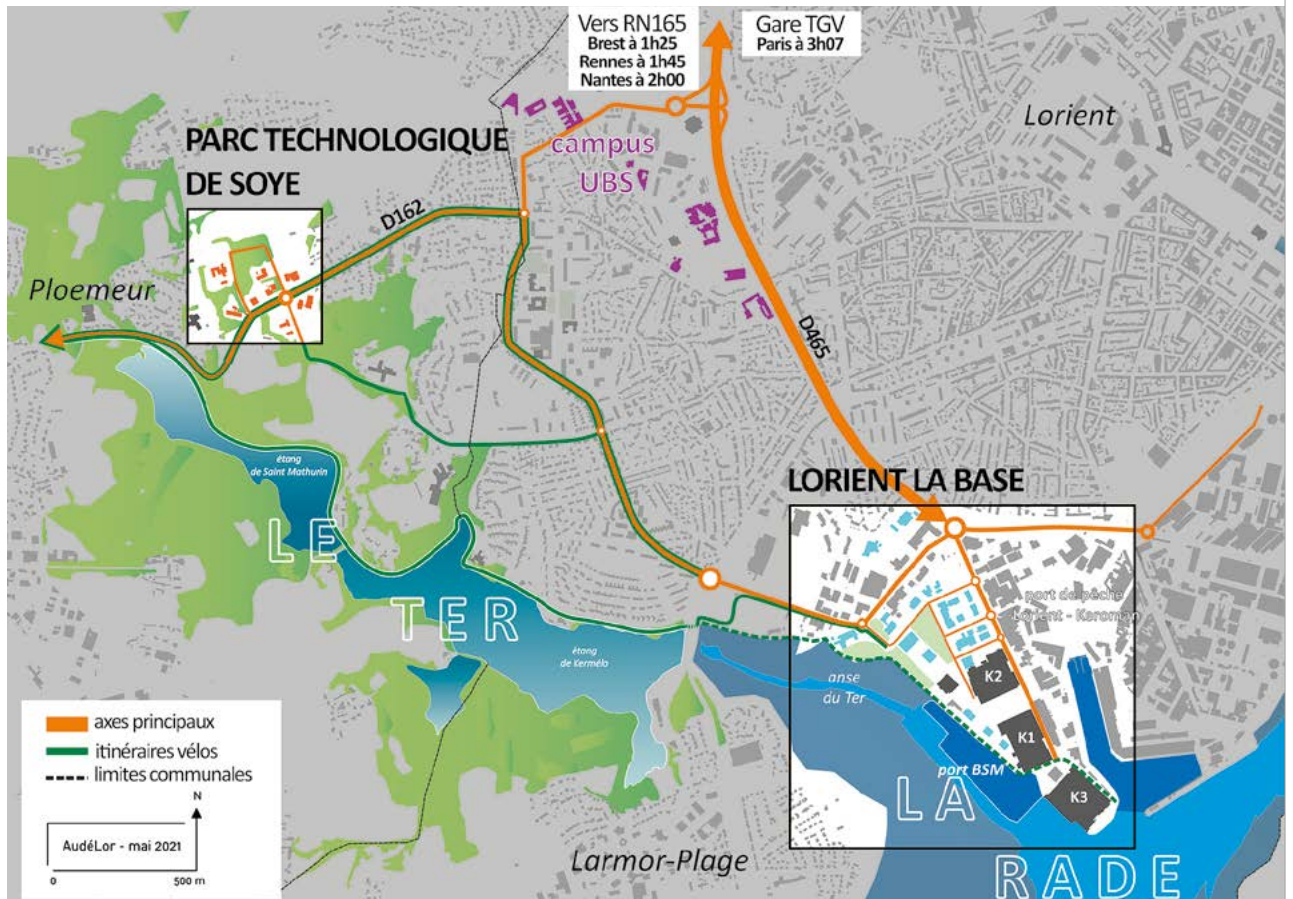 Vers RN165
Brest à 1h25
Rennes à 1h45
Nantes à 2h00
Gare TGV
Paris à 3h07
Lorient
PARC TECHNOLOGIQUE
DE SOYE
campus
UBS
D162
Ploemeur
D465
étang
de Saint Mathurin
LORIENT LA BASE
LE
TER
port de pêche
Lorient - Keroman
étang
de Kermélo
anse
du Ter
K2
K1
port BSM
K3
LA
RADE
Larmor-Plage
axes principaux
itinéraires vélos
limites communales
N
AudéLor - mai 2021
0
500 m